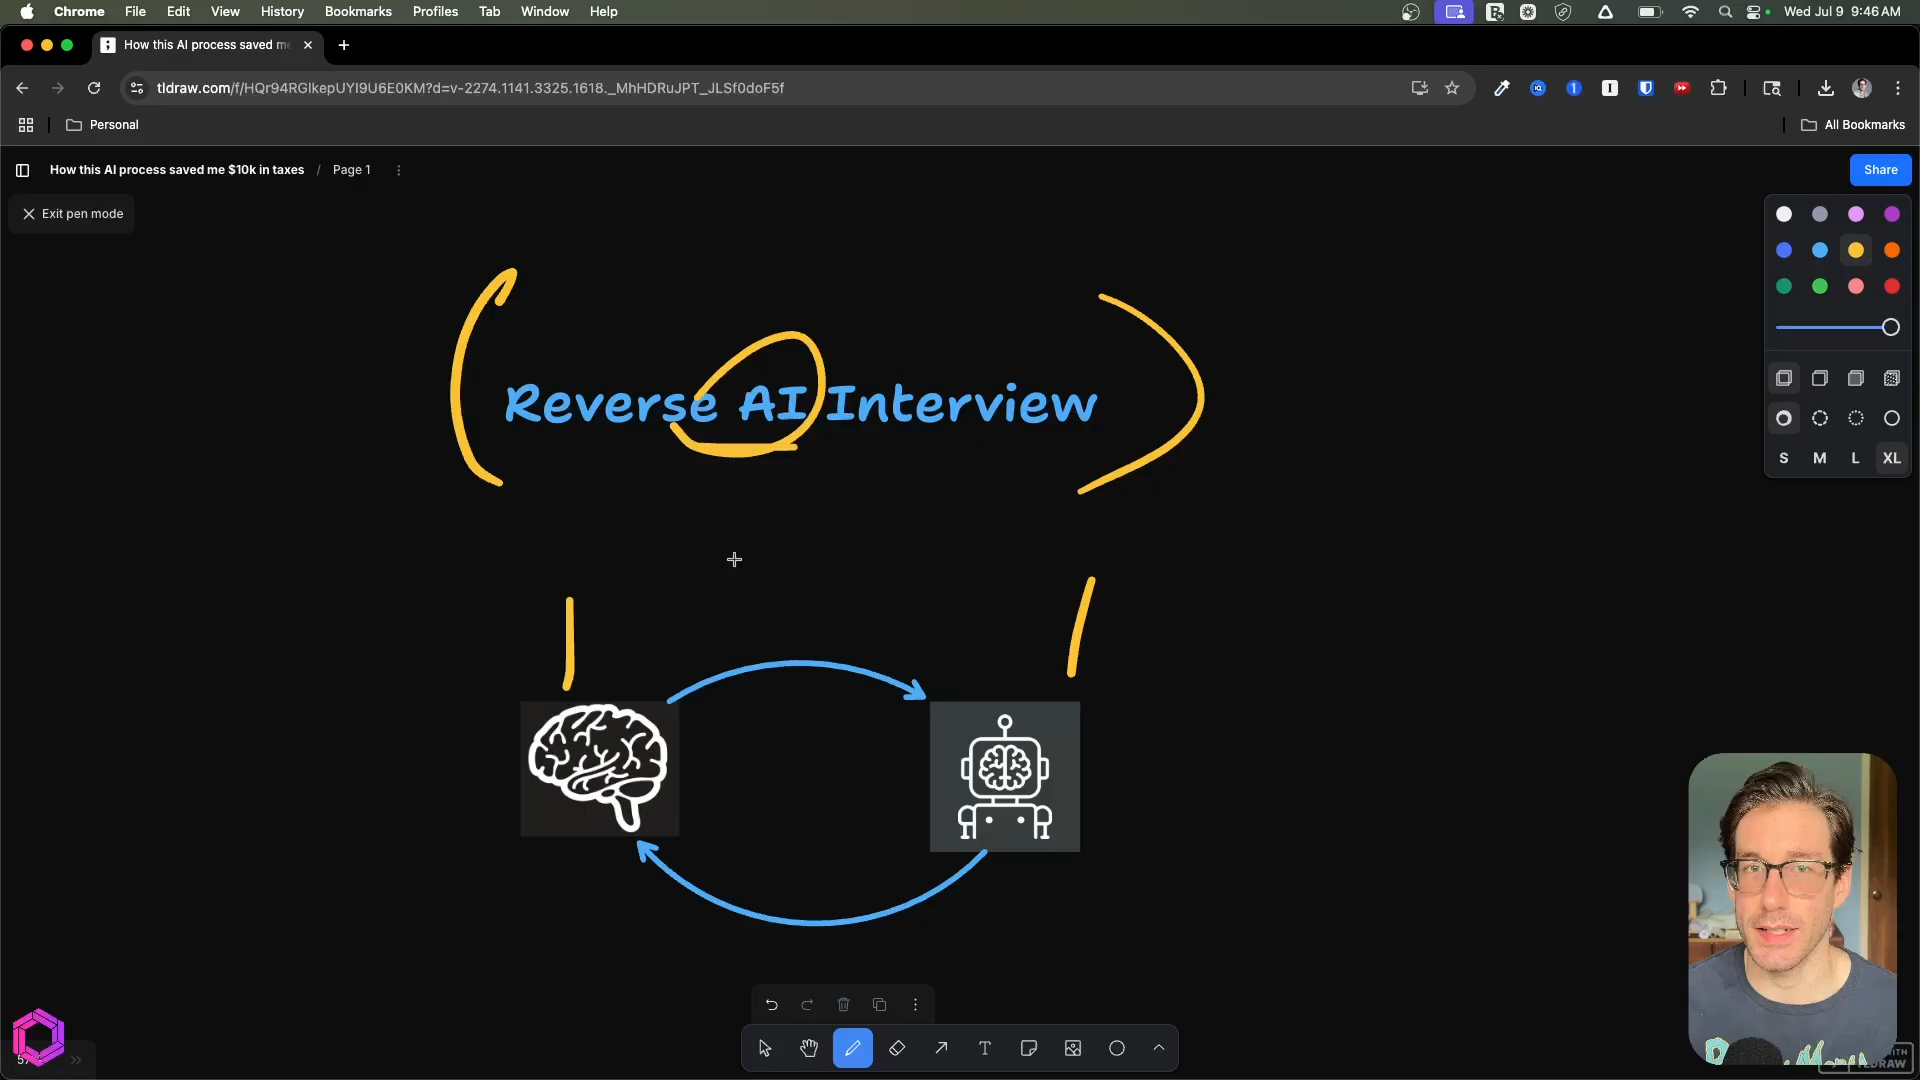 Chrome File Edit View History Bookmarks Profiles Tab Window Help
Wed Jul 9 9:46 AM
How this AI process saved me
tldraw.com/f/HQr94RGlkepUYI9U6E0KM?d=v-2274.1141.3325.1618._MhHDRuJPT_JLSf0doF5f
Personal
All Bookmarks
How this AI process saved me $10k in taxes / Page 1
Share
Exit pen mode
Reverse AI Interview
S M L XL